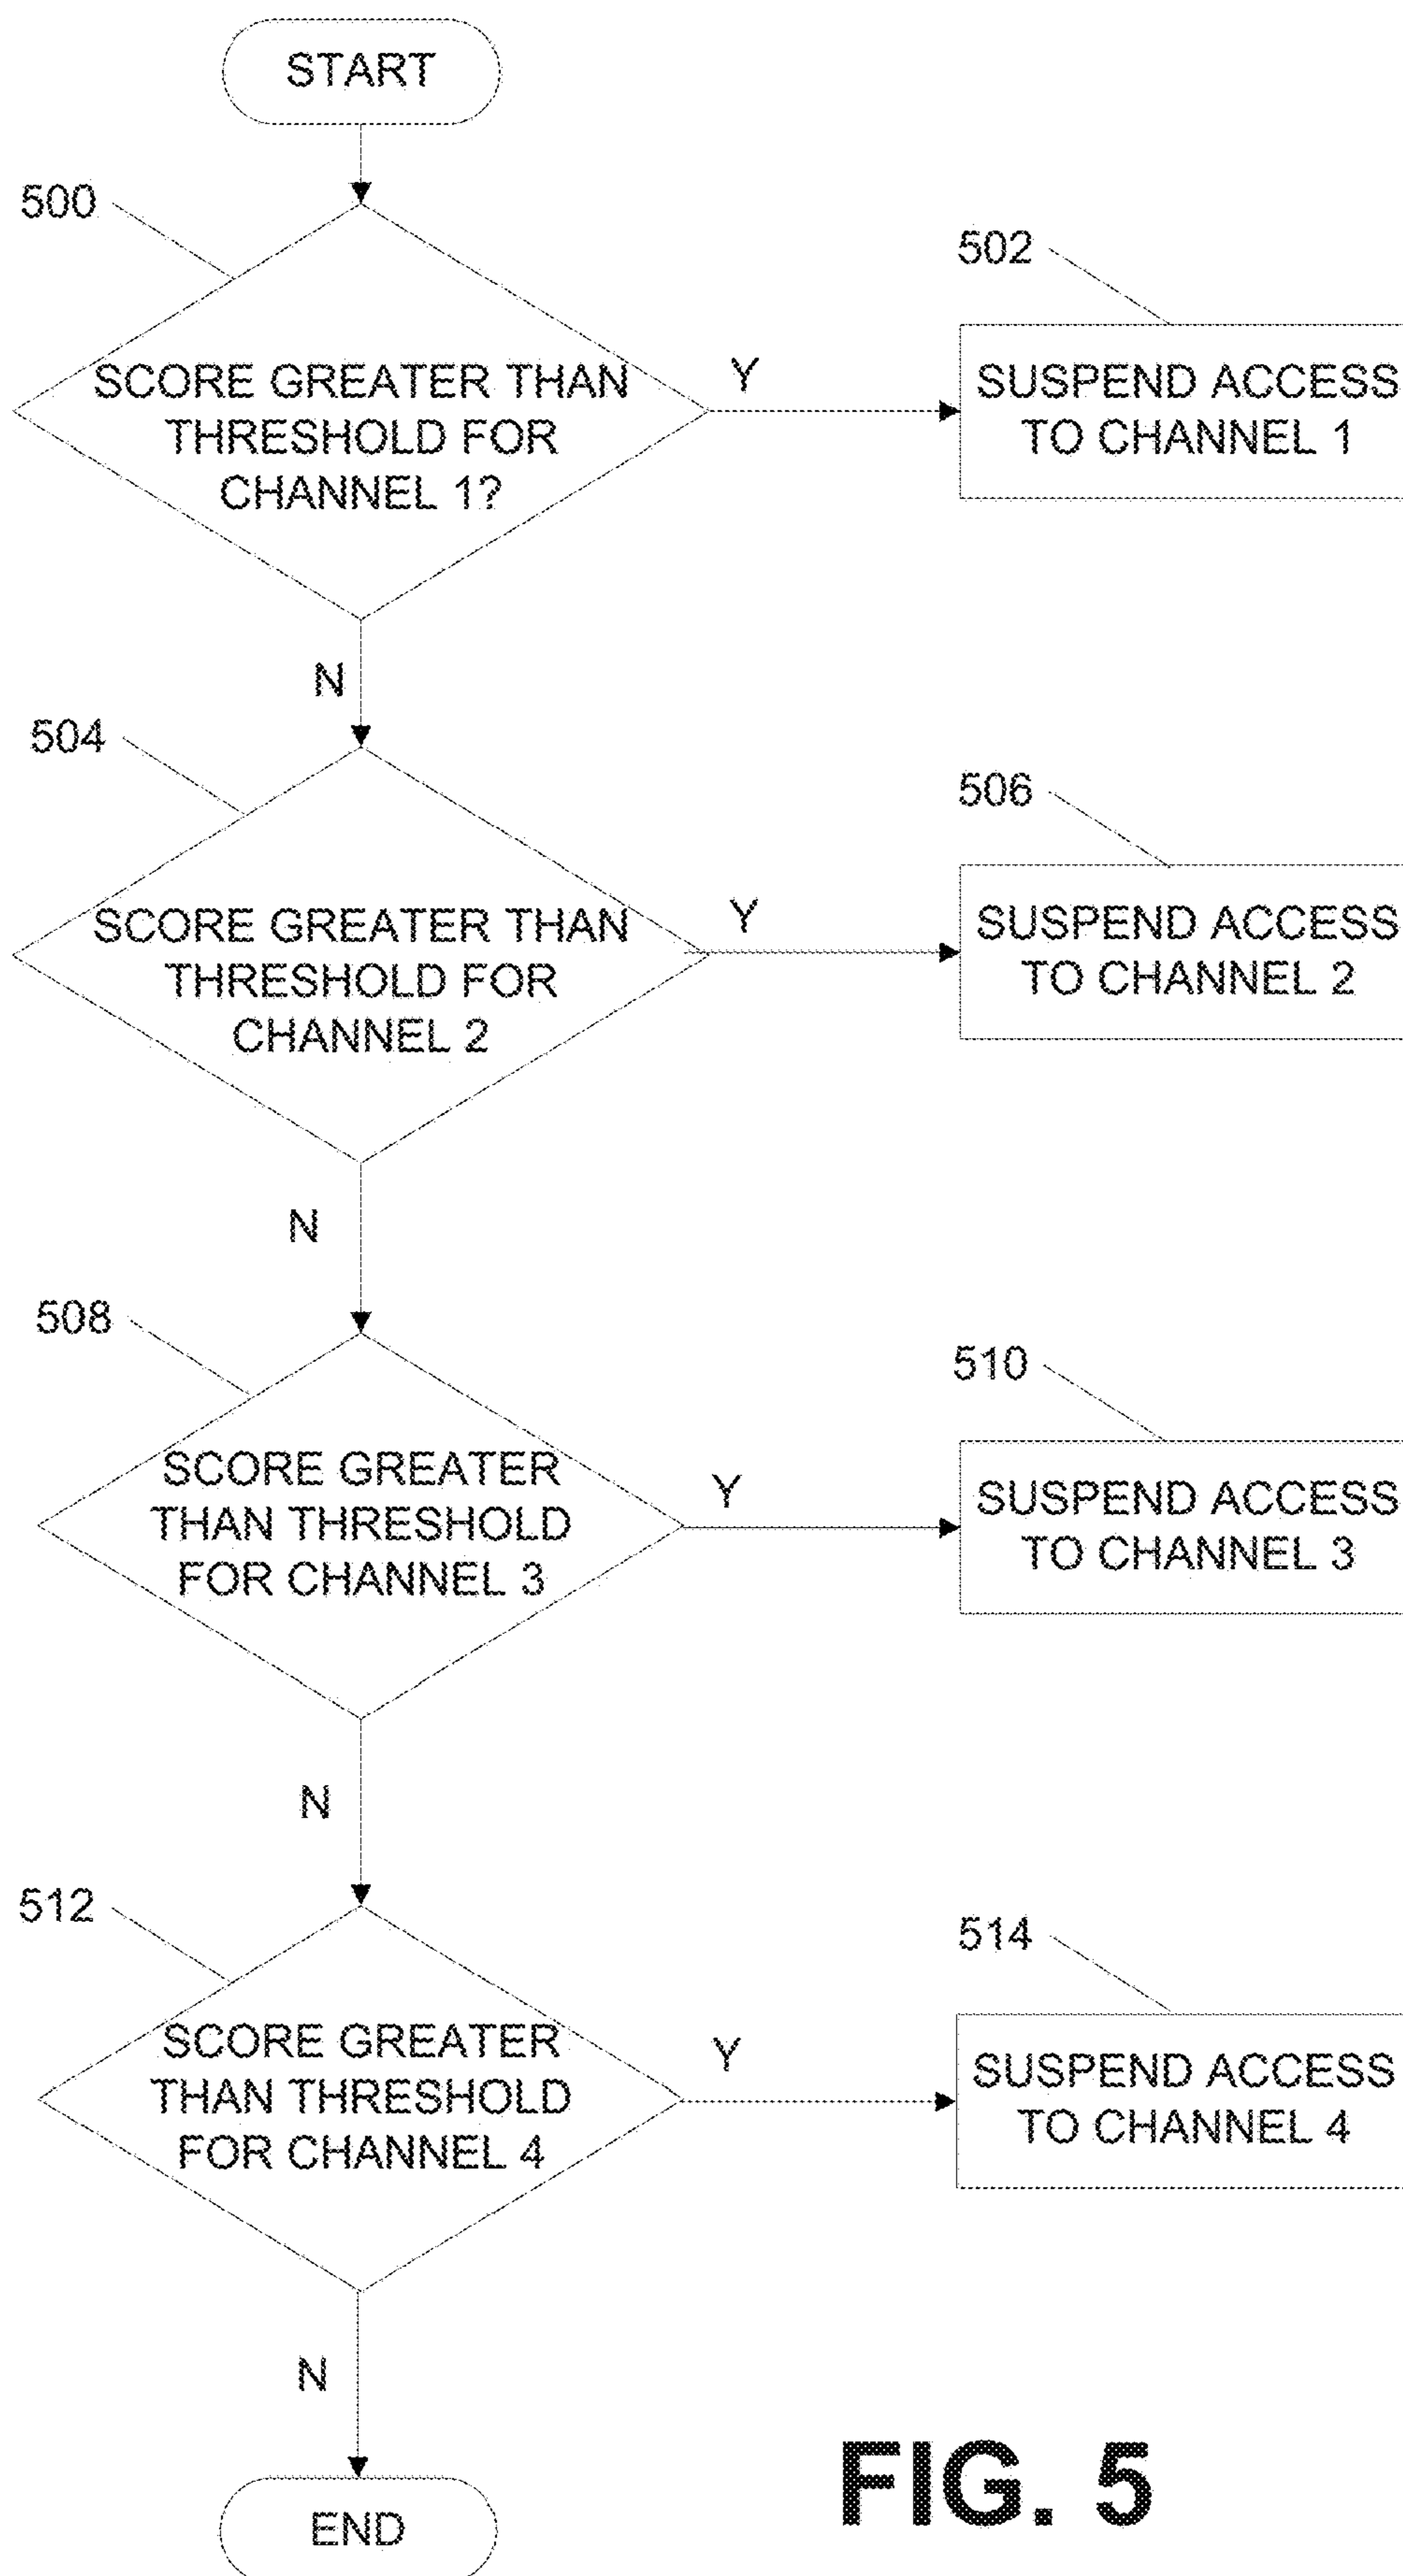 START
500
SCORE GREATER THAN
THRESHOLD FOR
CHANNEL 1?
Y
502
SUSPEND ACCESS
TO CHANNEL 1
N
504
SCORE GREATER THAN
THRESHOLD FOR
CHANNEL 2
Y
506
SUSPEND ACCESS
TO CHANNEL 2
N
508
SCORE GREATER
THAN THRESHOLD
FOR CHANNEL 3
Y
510
SUSPEND ACCESS
TO CHANNEL 3
N
512
SCORE GREATER
THAN THRESHOLD
FOR CHANNEL 4
Y
514
SUSPEND ACCESS
TO CHANNEL 4
N
END
FIG. 5